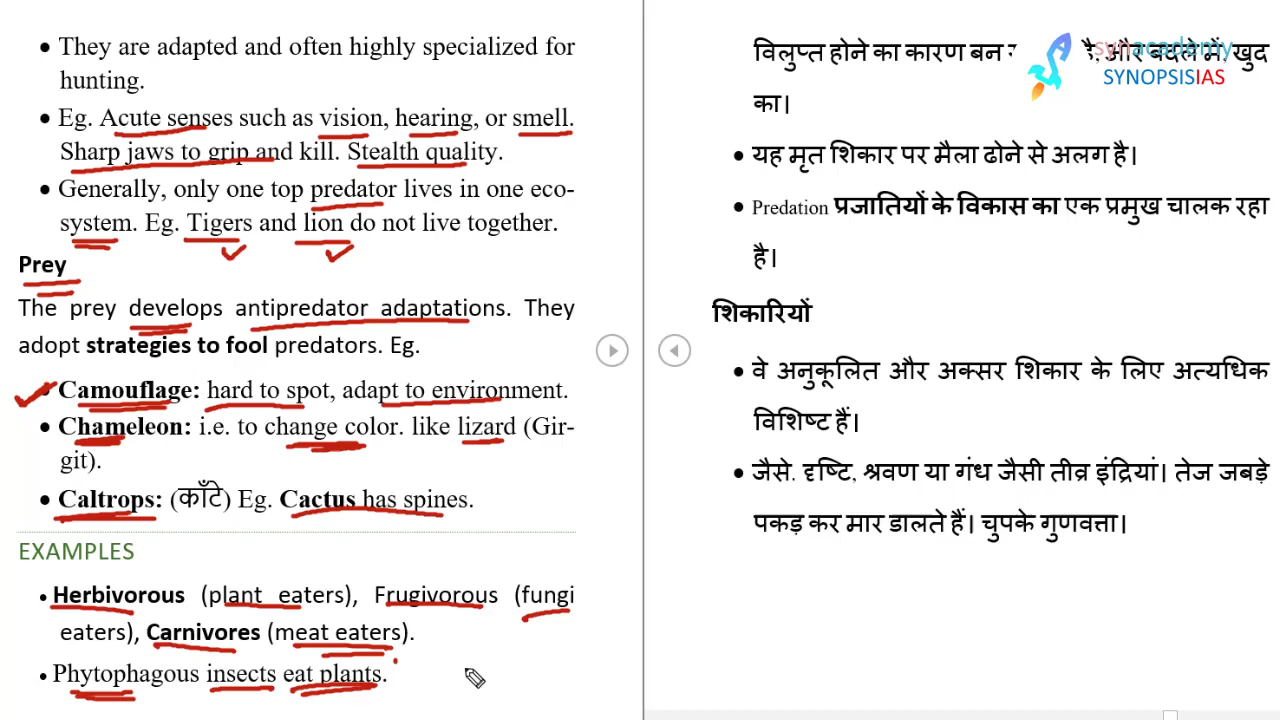 • They are adapted and often highly specialized for
hunting.
• Eg. Acute senses such as vision, hearing, or smell.
Sharp jaws to grip and kill. Stealth quality.
• Generally, only one top predator lives in one eco-
system. Eg. Tigers and lion do not live together.
Prey
The prey develops antipredator adaptations. They
adopt strategies to fool predators. Eg.
• Camouflage: hard to spot, adapt to environment.
• Chameleon: i.e. to change color. like lizard (Gir-
git).
• Caltrops: (काँटे) Eg. Cactus has spines.
EXAMPLES
• Herbivorous (plant eaters), Frugivorous (fungi
eaters), Carnivores (meat eaters).
• Phytophagous insects eat plants.
विलुप्त होने का कारण बन है, और बदले में, खुद
का।
• यह मृत शिकार पर मैला ढोने से अलग है।
• Predation प्रजातियों के विकास का एक प्रमुख चालक रहा
है।
शिकारियों
• वे अनुकूलित और अक्सर शिकार के लिए अत्यधिक
विशिष्ट हैं।
• जैसे. दृष्टि, श्रवण या गंध जैसी तीव्र इंद्रियां। तेज जबड़े
पकड़ कर मार डालते हैं। चुपके गुणवत्ता।
synacademy
SYNOPSISIAS